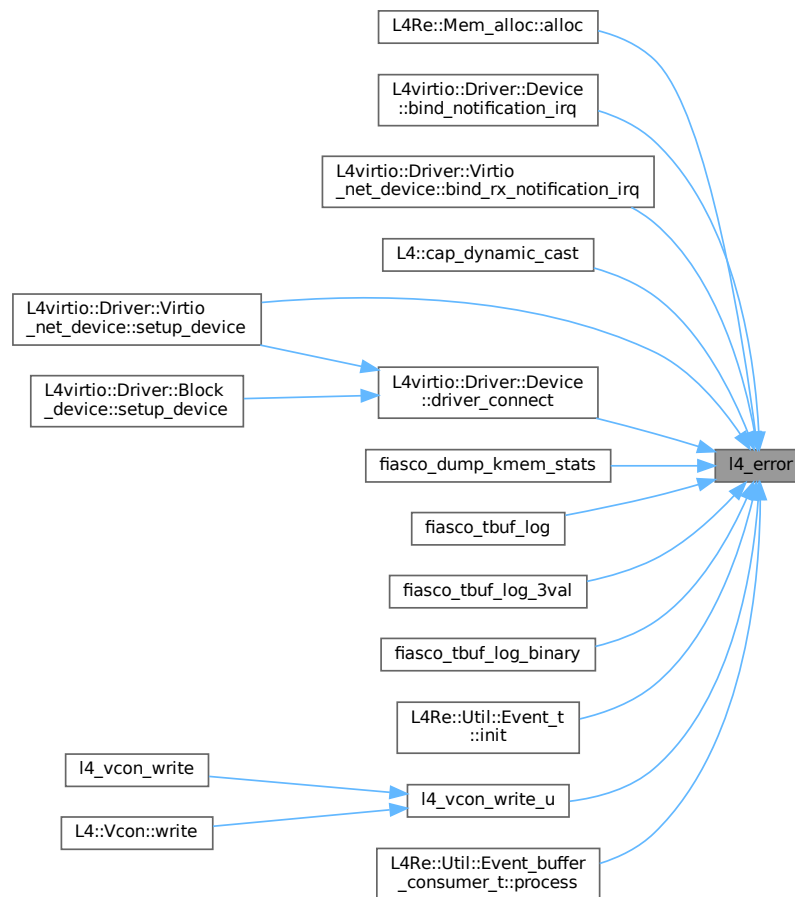 L4Re::Mem_alloc::alloc
L4virtio::Driver::Device
::bind_notification_irq
L4virtio::Driver::Virtio
_net_device::bind_rx_notification_irq
L4::cap_dynamic_cast
L4virtio::Driver::Virtio
_net_device::setup_device
L4virtio::Driver::Block
_device::setup_device
L4virtio::Driver::Device
::driver_connect
l4_error
fiasco_dump_kmem_stats
fiasco_tbuf_log
fiasco_tbuf_log_3val
fiasco_tbuf_log_binary
L4Re::Util::Event_t
::init
l4_vcon_write
L4::Vcon::write
l4_vcon_write_u
L4Re::Util::Event_buffer
_consumer_t::process